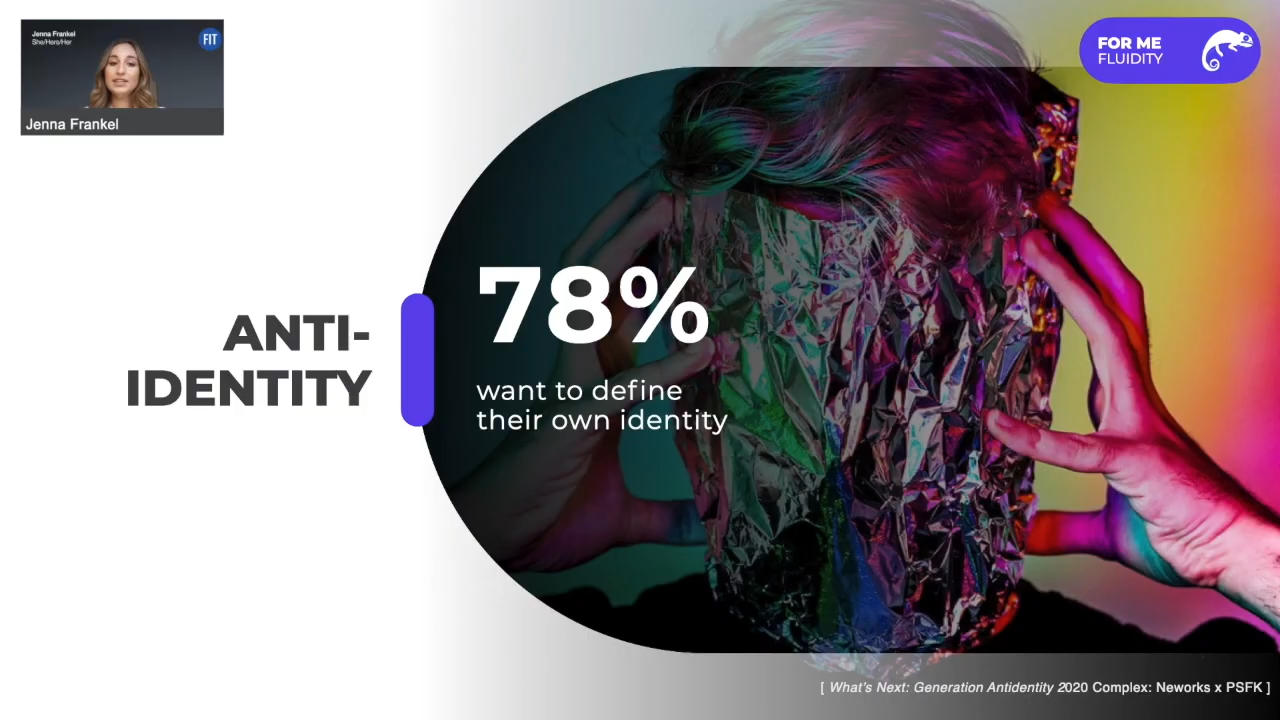 Jenna Frankel
She/Hers/Her
FIT
Jenna Frankel
FOR ME
FLUIDITY
ANTI-
IDENTITY
78%
want to define
their own identity
[ What's Next: Generation Antidentity 2020 Complex: Neworks x PSFK ]